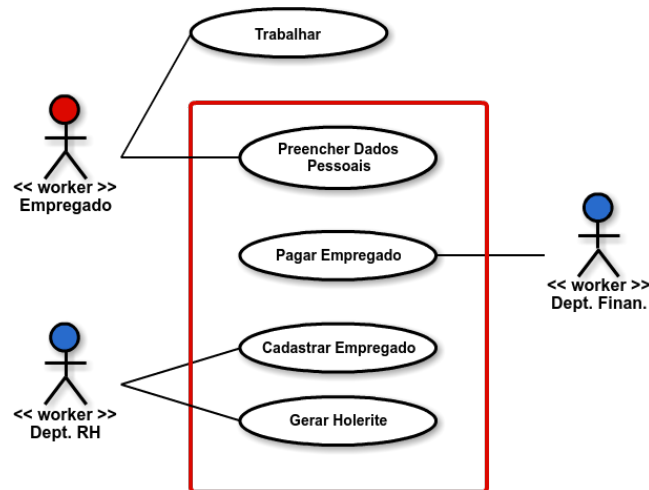 Trabalhar
Preencher Dados
Pessoais
<< worker >>
Empregado
Pagar Empregado
<< worker >>
Dept. Finan.
Cadastrar Empregado
<< worker >>
Dept. RH
Gerar Holerite